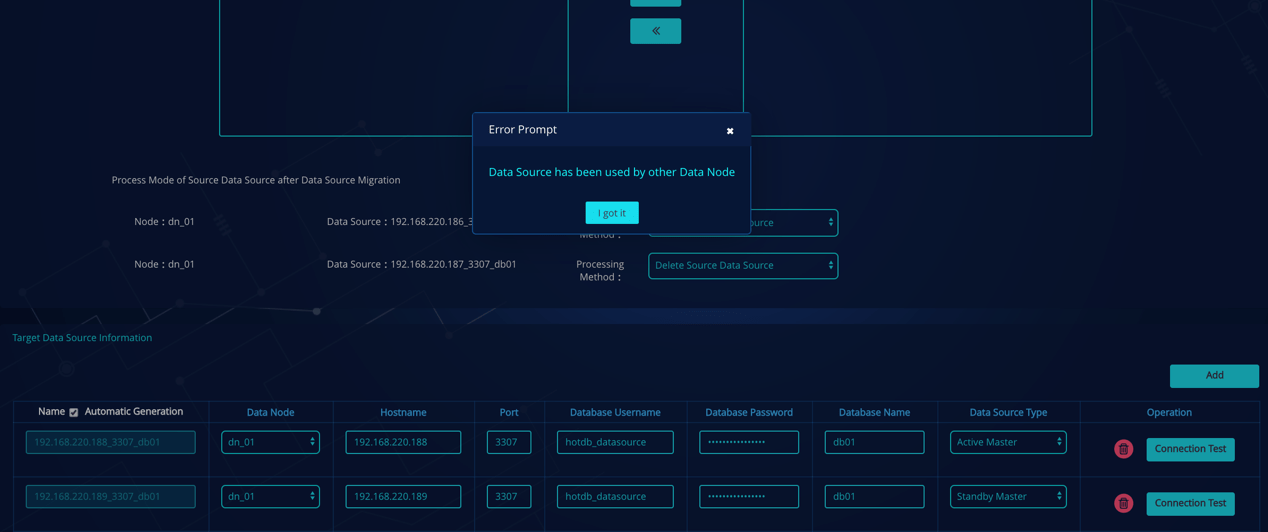 «
Error Prompt
Data Source has been used by other Data Node
I got it
Process Mode of Source Data Source after Data Source Migration
Node：dn_01 Data Source：192.168.220.186_3 Method：
Node：dn_01 Data Source：192.168.220.187_3307_db01 Processing Method： Delete Source Data Source
Target Data Source Information
Add
Name Automatic Generation Data Node Hostname Port Database Username Database Password Database Name Data Source Type Operation
192.168.220.188_3307_db01 dn_01 192.168.220.188 3307 hotdb_datasource •••••••••••••••• db01 Active Master Connection Test
192.168.220.189_3307_db01 dn_01 192.168.220.189 3307 hotdb_datasource •••••••••••••••• db01 Standby Master Connection Test